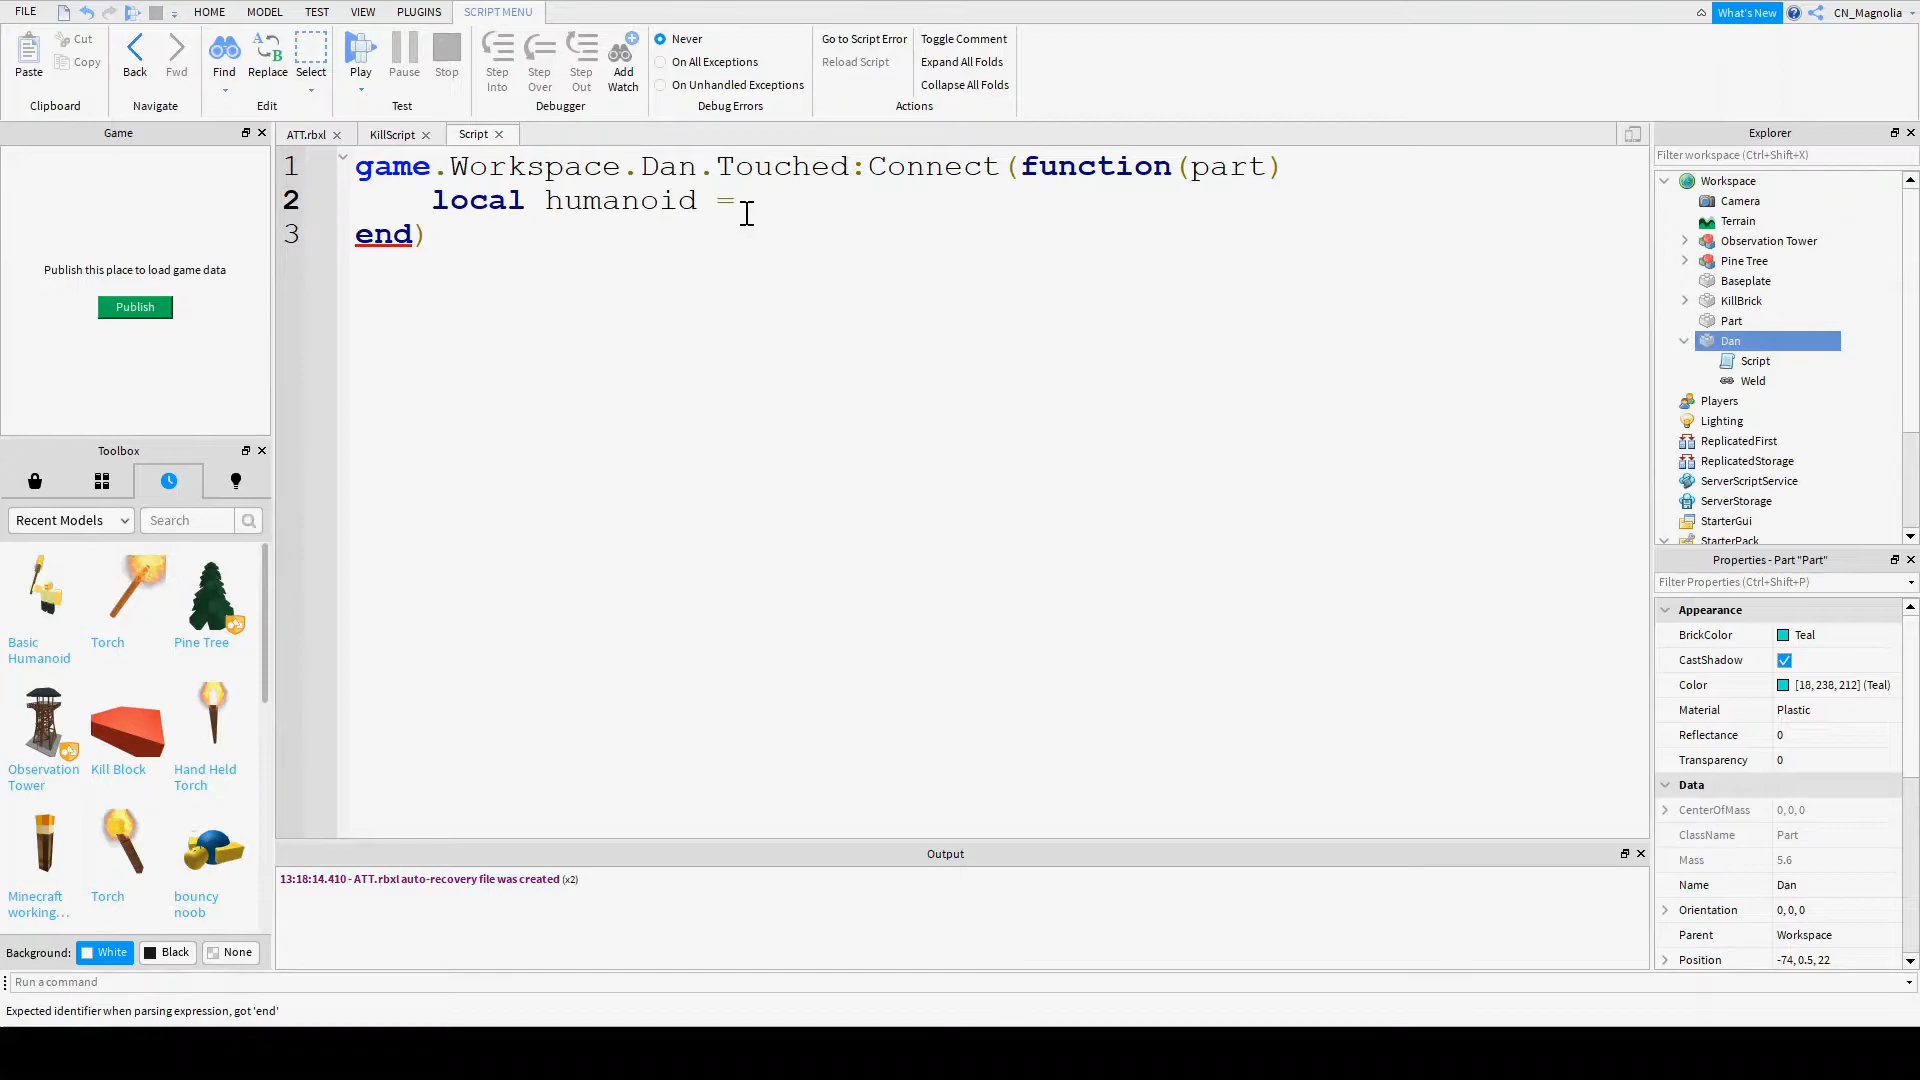 FILE HOME MODEL TEST VIEW PLUGINS SCRIPT MENU What's New CN_Magnolia
Paste Cut Copy Clipboard
Back Fwd Navigate
Find Replace Select Edit
Play Pause Stop Test
Step Into Step Over Step Out Add Watch Debugger
Never
On All Exceptions
On Unhandled Exceptions
Debug Errors
Go to Script Error
Reload Script
Toggle Comment
Expand All Folds
Collapse All Folds
Actions
Game
Publish this place to load game data
Publish
Toolbox
Recent Models Search
Basic Humanoid
Torch
Pine Tree
Observation Tower
Kill Block
Hand Held Torch
Minecraft working...
Torch
bouncy noob
Background: White Black None
ATT.rbxl KillScript Script
1 game.Workspace.Dan.Touched:Connect(function(part)
2 local humanoid =
3 end)
Output
13:18:14.410 - ATT.rbxl auto-recovery file was created (x2)
Explorer
Filter workspace (Ctrl+Shift+X)
Workspace
Camera
Terrain
Observation Tower
Pine Tree
Baseplate
KillBrick
Part
Dan
Script
Weld
Players
Lighting
ReplicatedFirst
ReplicatedStorage
ServerScriptService
ServerStorage
StarterGui
StarterPack
Properties - Part "Part"
Filter Properties (Ctrl+Shift+P)
Appearance
BrickColor Teal
CastShadow
Color [18, 238, 212] (Teal)
Material Plastic
Reflectance 0
Transparency 0
Data
CenterOfMass 0, 0, 0
ClassName Part
Mass 5.6
Name Dan
Orientation 0, 0, 0
Parent Workspace
Position -74, 0.5, 22
Run a command
Expected identifier when parsing expression, got 'end'